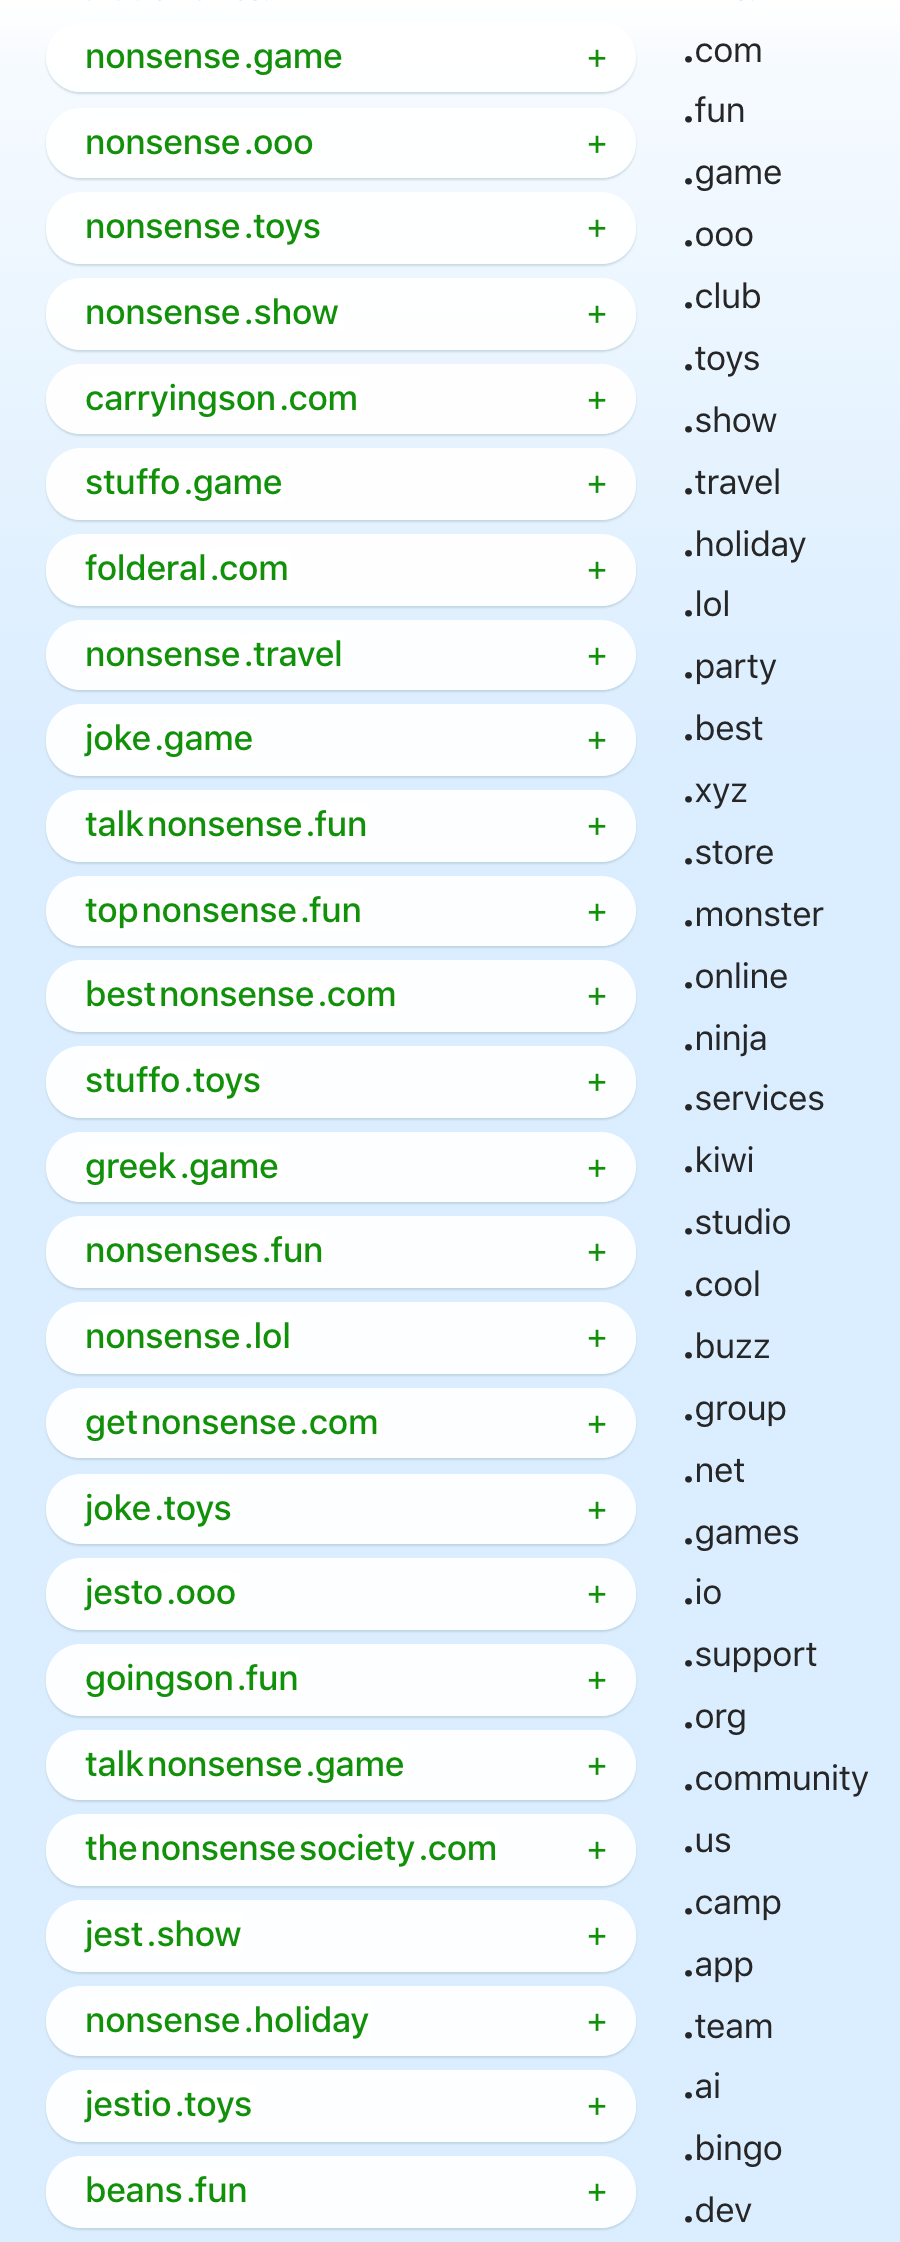 nonsense.game +
nonsense.ooo +
nonsense.toys +
nonsense.show +
carryingson.com +
stuffo.game +
folderal.com +
nonsense.travel +
joke.game +
talknonsense.fun +
topnonsense.fun +
bestnonsense.com +
stuffo.toys +
greek.game +
nonsenses.fun +
nonsense.lol +
getnonsense.com +
joke.toys +
jesto.ooo +
goingson.fun +
talknonsense.game +
thenonsensesociety.com +
jest.show +
nonsense.holiday +
jestio.toys +
beans.fun +
.com
.fun
.game
.ooo
.club
.toys
.show
.travel
.holiday
.lol
.party
.best
.xyz
.store
.monster
.online
.ninja
.services
.kiwi
.studio
.cool
.buzz
.group
.net
.games
.io
.support
.org
.community
.us
.camp
.app
.team
.ai
.bingo
.dev